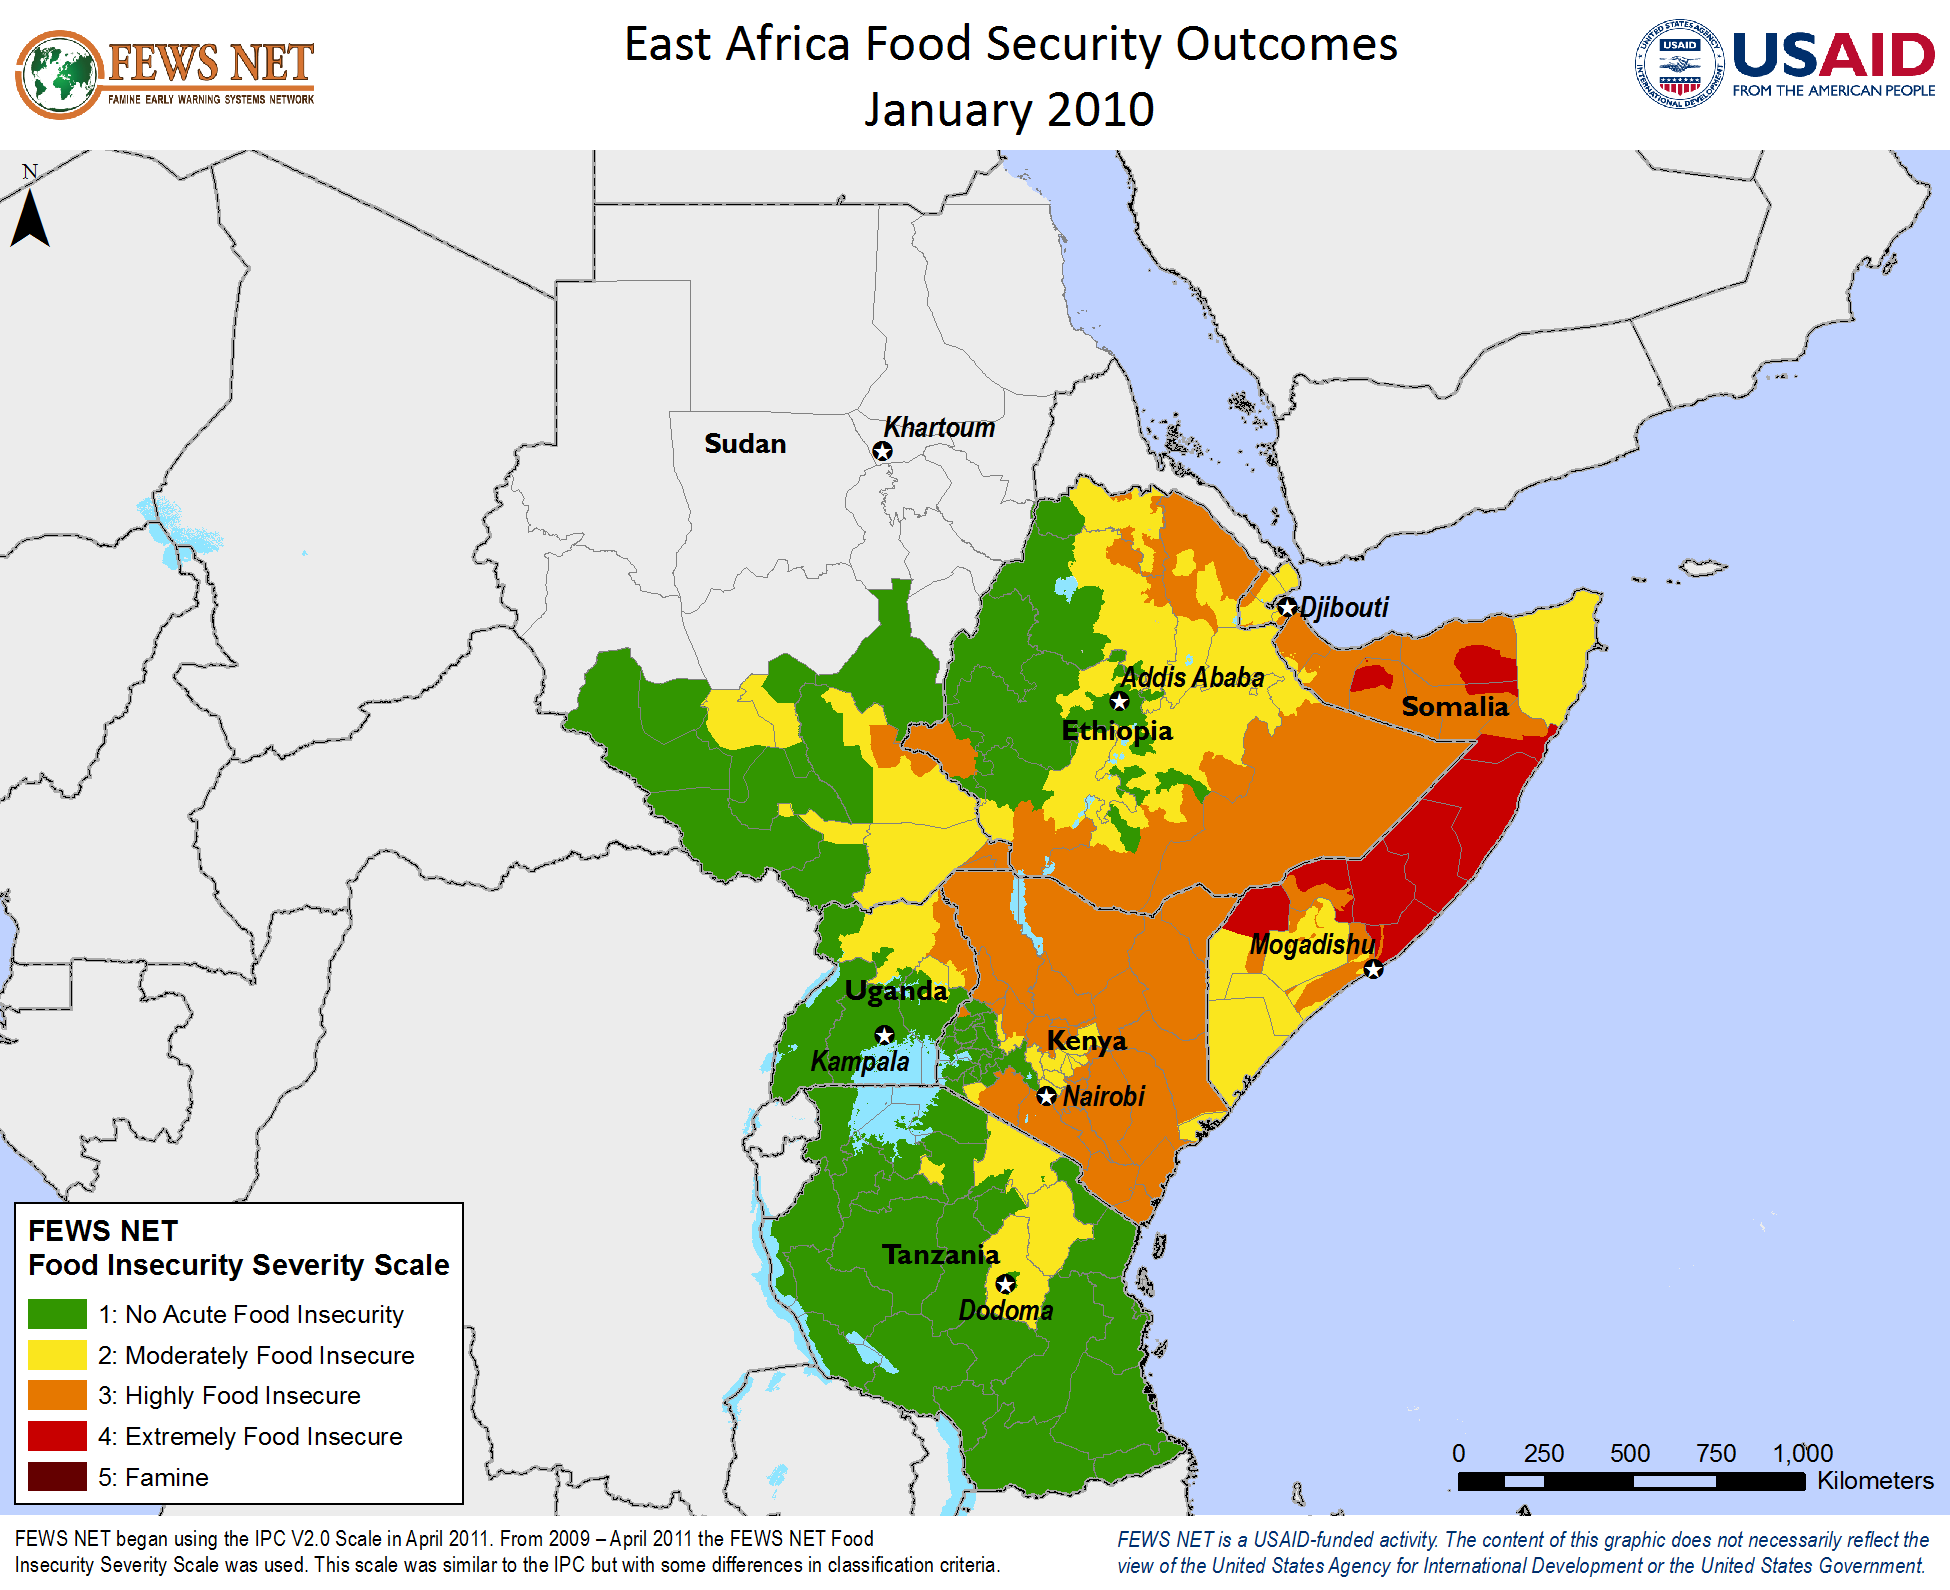 FEWS NET
FAMINE EARLY WARNING SYSTEMS NETWORK
East Africa Food Security Outcomes
January 2010
UNITED STATES AGENCY
USAID
INTERNATIONAL DEVELOPMENT
USAID
FROM THE AMERICAN PEOPLE
N
Khartoum
Sudan
Djibouti
Addis Ababa
Somalia
Ethiopia
Mogadishu
Uganda
Kenya
Kampala
Nairobi
Tanzania
Dodoma
FEWS NET
Food Insecurity Severity Scale
1: No Acute Food Insecurity
2: Moderately Food Insecure
3: Highly Food Insecure
4: Extremely Food Insecure
5: Famine
0 250 500 750 1,000
Kilometers
FEWS NET began using the IPC V2.0 Scale in April 2011. From 2009 – April 2011 the FEWS NET Food
Insecurity Severity Scale was used. This scale was similar to the IPC but with some differences in classification criteria.
FEWS NET is a USAID-funded activity. The content of this graphic does not necessarily reflect the
view of the United States Agency for International Development or the United States Government.